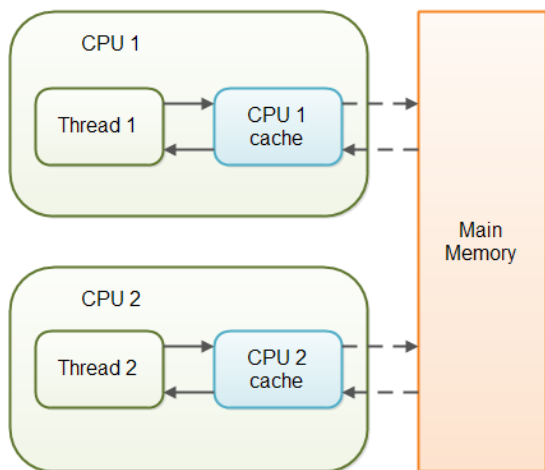 CPU 1
Thread 1
CPU 1
cache
Main
Memory
CPU 2
Thread 2
CPU 2
cache